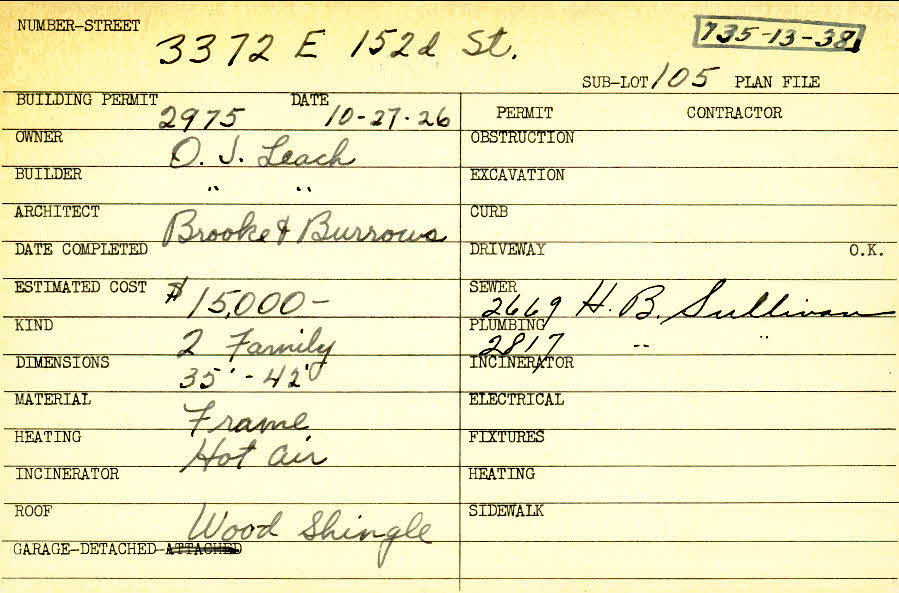 NUMBER-STREET 3372 E 152d St. 735-13-38
SUB-LOT 105 PLAN FILE
BUILDING PERMIT 2975 DATE 10-27-26
OWNER O. J. Leach
BUILDER " "
ARCHITECT Brooke & Burrows
DATE COMPLETED
ESTIMATED COST $15,000-
KIND 2 Family
DIMENSIONS 35' - 42'
MATERIAL Frame
HEATING Hot air
INCINERATOR
ROOF Wood Shingle
GARAGE-DETACHED-ATTACHED
PERMIT CONTRACTOR
OBSTRUCTION
EXCAVATION
CURB
DRIVEWAY O.K.
SEWER 2669 H. B. Sullivan
PLUMBING 2817 " "
INCINERATOR
ELECTRICAL
FIXTURES
HEATING
SIDEWALK